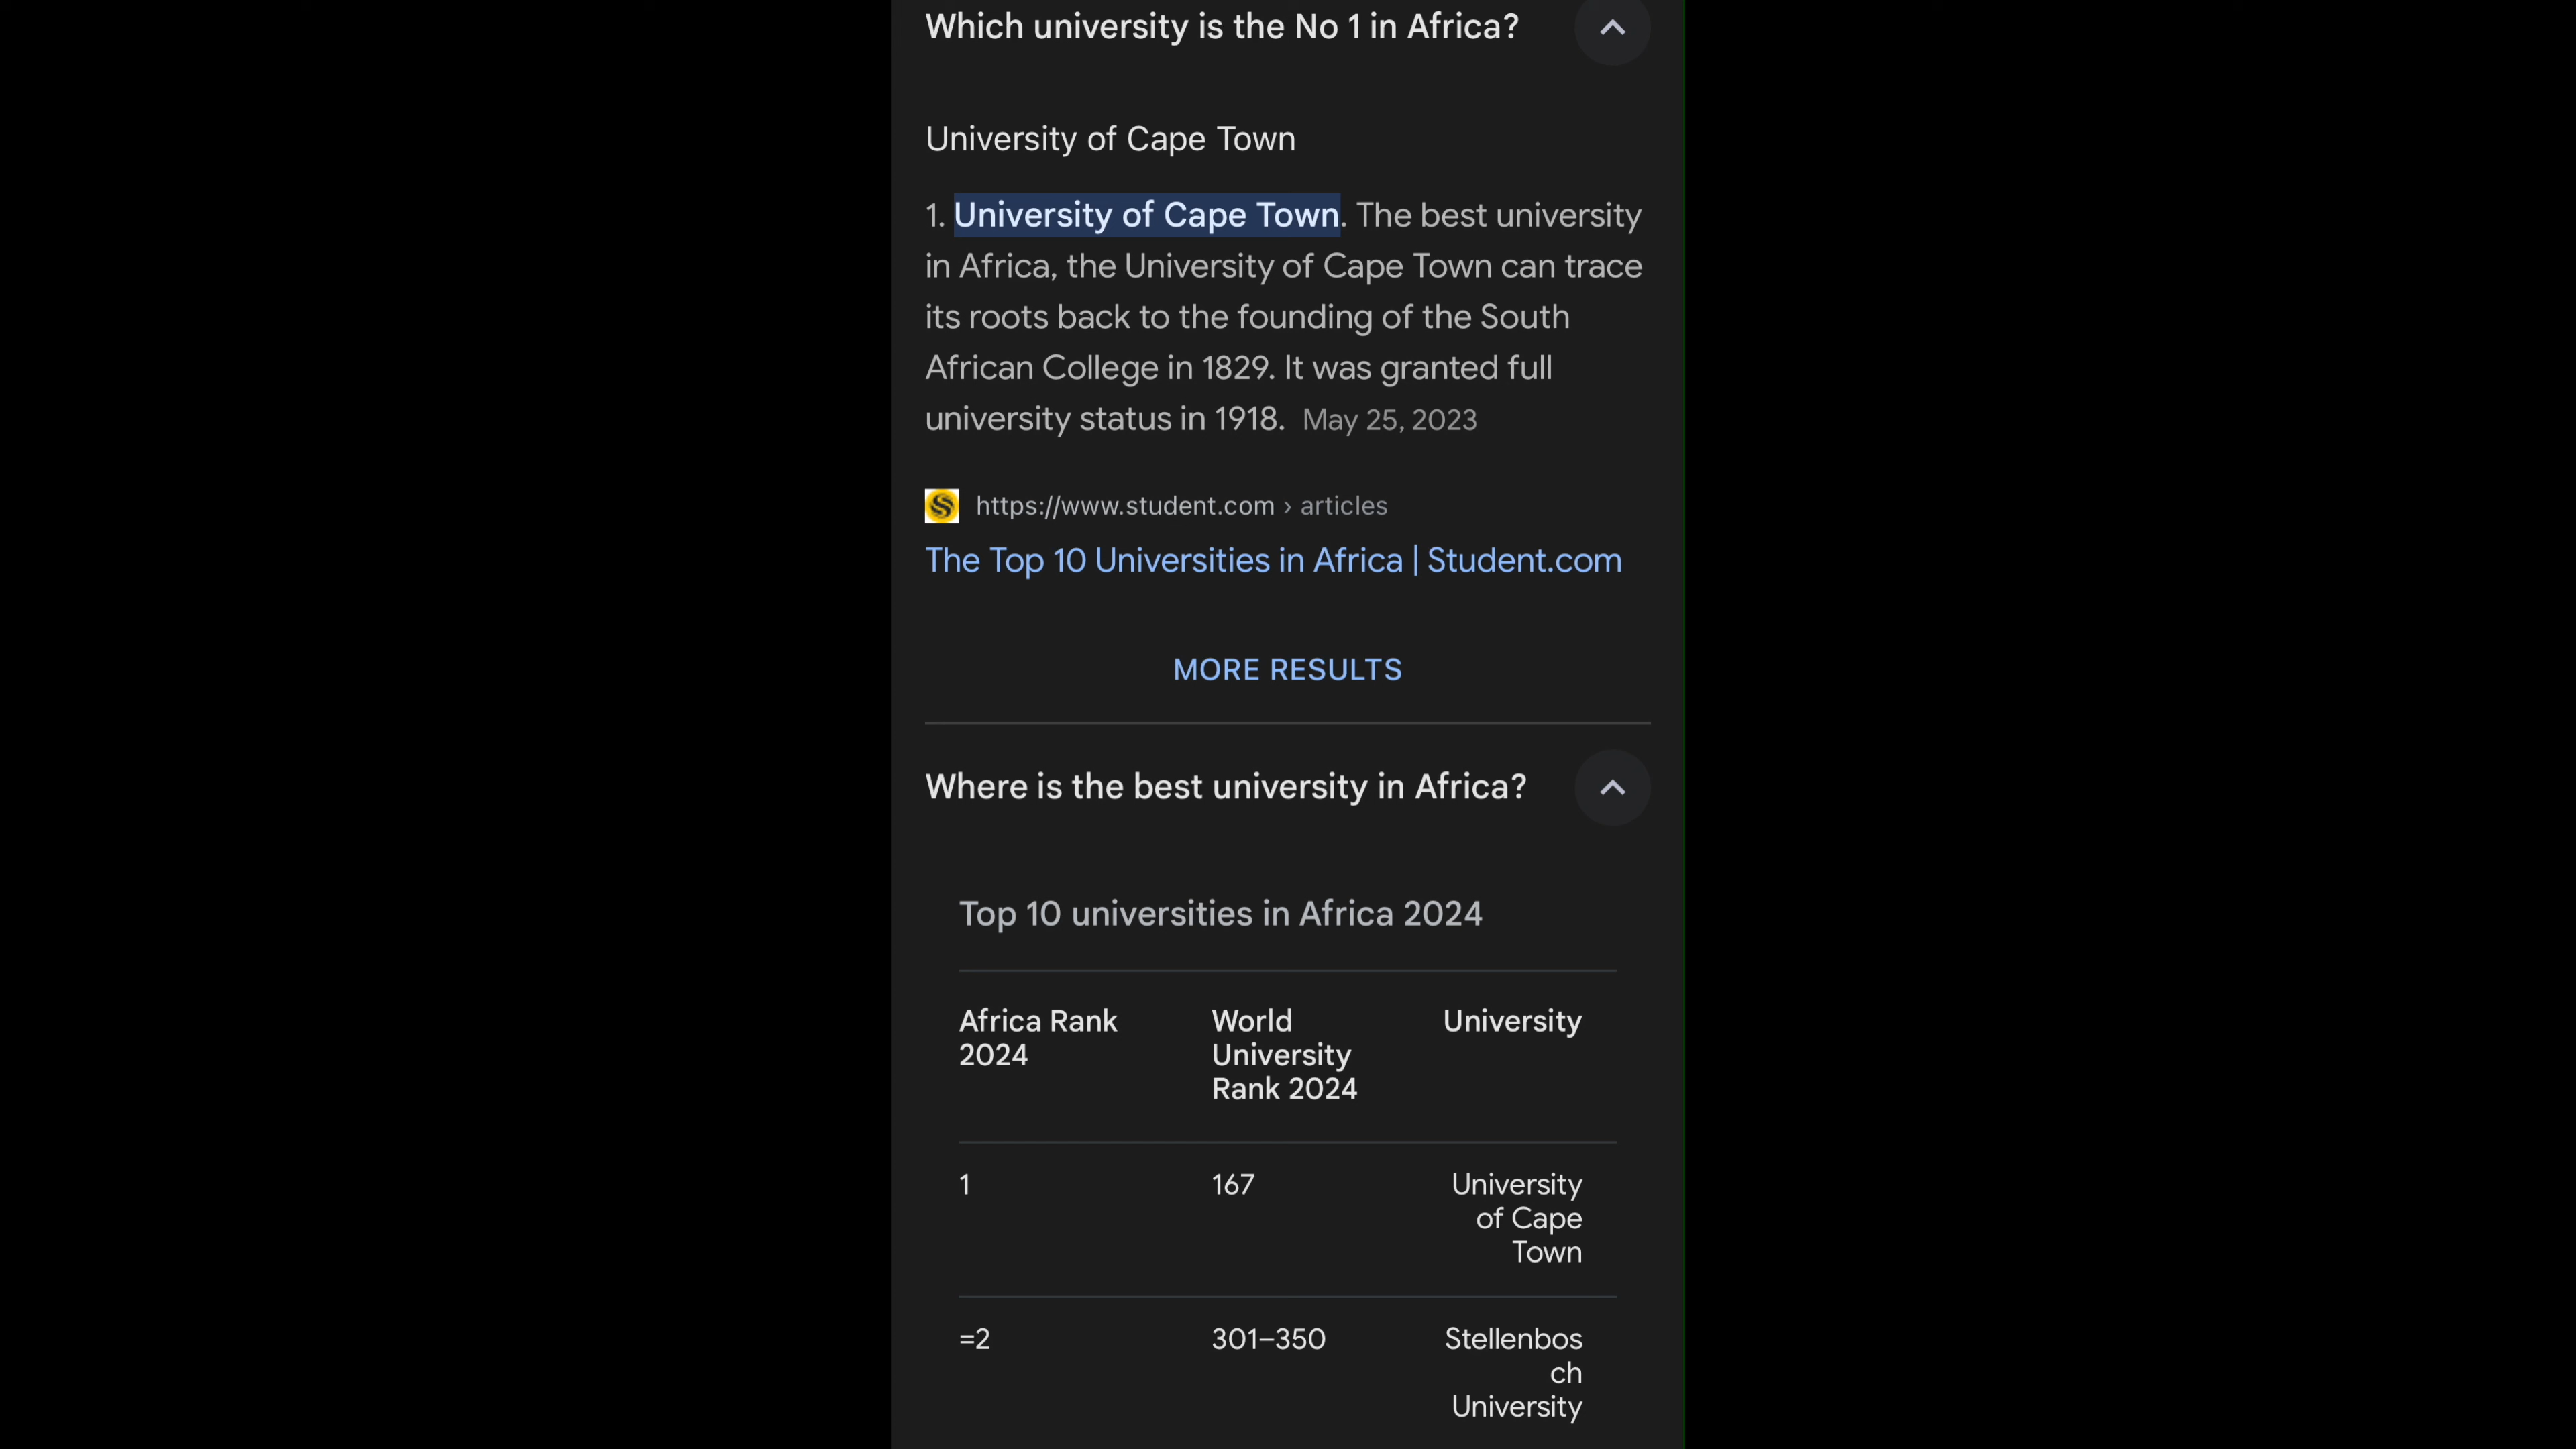 Which university is the No 1 in Africa?
University of Cape Town
1. University of Cape Town. The best university
in Africa, the University of Cape Town can trace
its roots back to the founding of the South
African College in 1829. It was granted full
university status in 1918. May 25, 2023
https://www.student.com › articles
The Top 10 Universities in Africa | Student.com
MORE RESULTS
Where is the best university in Africa?
Top 10 universities in Africa 2024
Africa Rank
2024
World
University
Rank 2024
University
1
167
University
of Cape
Town
=2
301–350
Stellenbos
ch
University